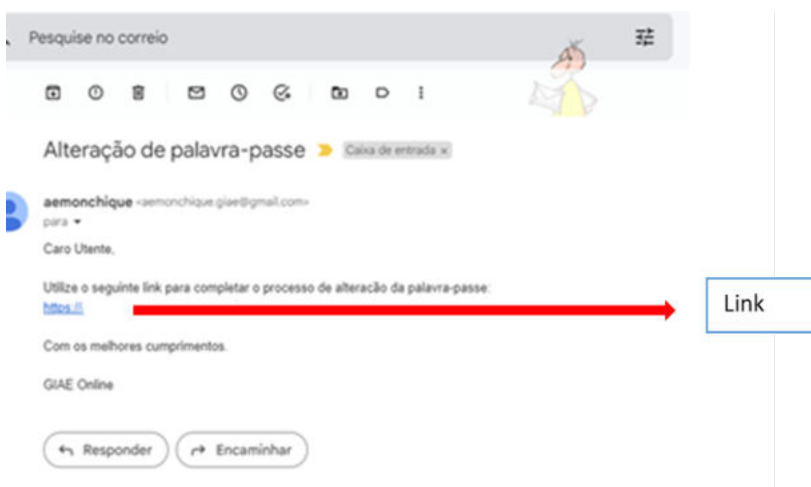 Pesquise no correio
Alteração de palavra-passe Caixa de entrada x
aemonchique <aemonchique.giae@gmail.com>
para
Caro Utente,
Utilize o seguinte link para completar o processo de alteração da palavra-passe:
https://
Link
Com os melhores cumprimentos.
GIAE Online
Responder Encaminhar